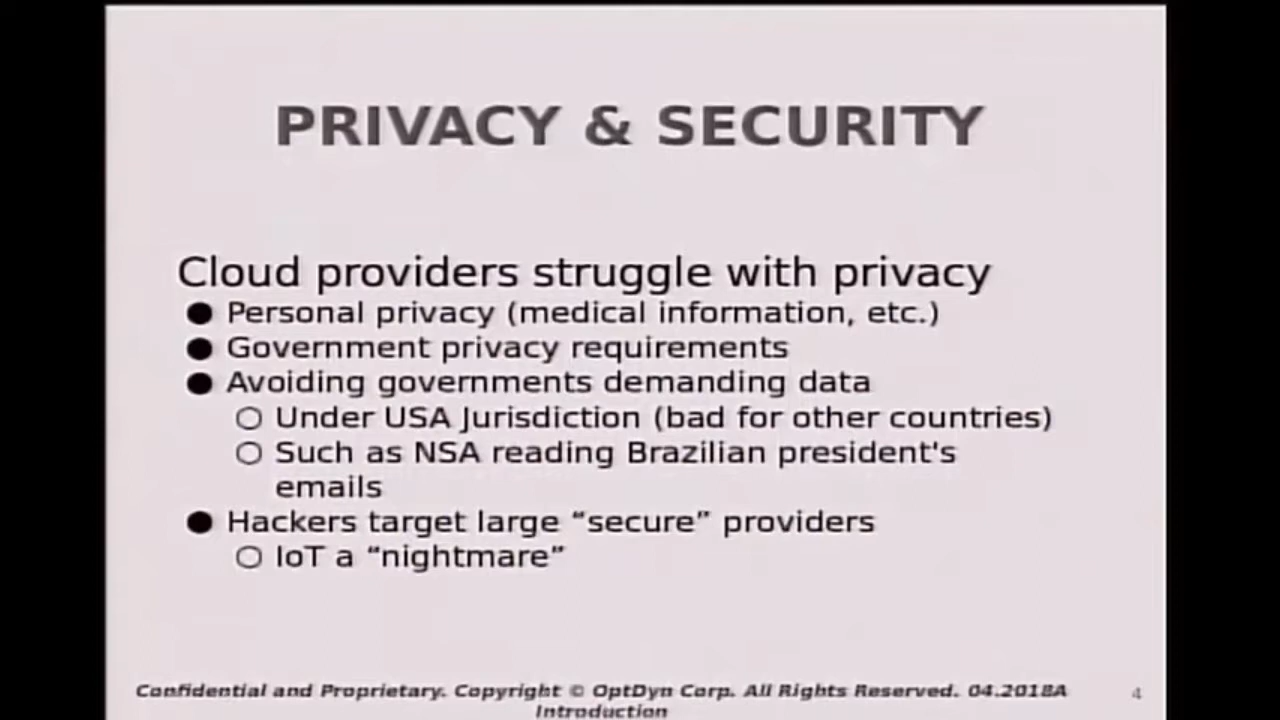 PRIVACY & SECURITY
Cloud providers struggle with privacy
● Personal privacy (medical information, etc.)
● Government privacy requirements
● Avoiding governments demanding data
○ Under USA Jurisdiction (bad for other countries)
○ Such as NSA reading Brazilian president's
emails
● Hackers target large “secure” providers
○ IoT a “nightmare”
Confidential and Proprietary. Copyright © OptDyn Corp. All Rights Reserved. 04.2018A
Introduction
4